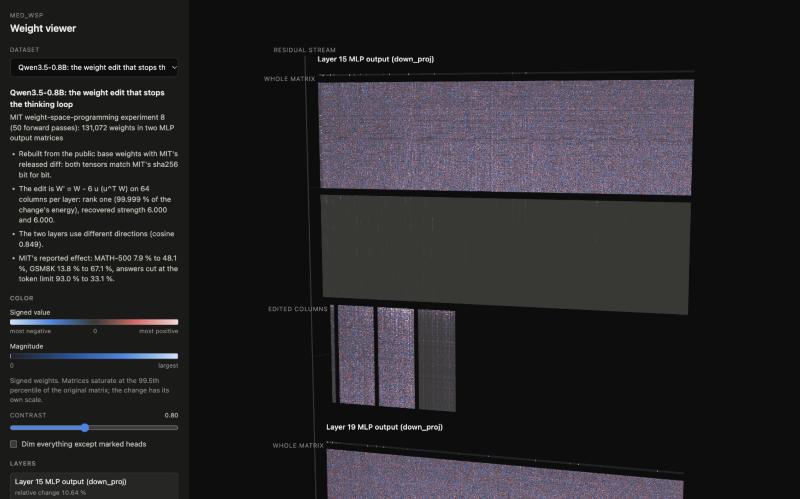 MED_WSP
Weight viewer
DATASET
Qwen3.5-0.8B: the weight edit that stops th
Qwen3.5-0.8B: the weight edit that stops
the thinking loop
MIT weight-space-programming experiment 8
(50 forward passes): 131,072 weights in two MLP
output matrices
• Rebuilt from the public base weights with MIT's
released diff: both tensors match MIT's sha256
bit for bit.
• The edit is W' = W − 6 u (u^T W) on 64
columns per layer: rank one (99.999 % of the
change's energy), recovered strength 6.000
and 6.000.
• The two layers use different directions (cosine
0.849).
• MIT's reported effect: MATH-500 7.9 % to 48.1
%, GSM8K 13.8 % to 67.1 %, answers cut at the
token limit 93.0 % to 33.1 %.
COLOR
Signed value
most negative 0 most positive
Magnitude
0 largest
Signed weights. Matrices saturate at the 99.5th
percentile of the original matrix; the change has its
own scale.
CONTRAST 0.80
Dim everything except marked heads
LAYERS
Layer 15 MLP output (down_proj)
relative change 10.64 %
RESIDUAL STREAM
Layer 15 MLP output (down_proj)
WHOLE MATRIX
EDITED COLUMNS
Layer 19 MLP output (down_proj)
WHOLE MATRIX